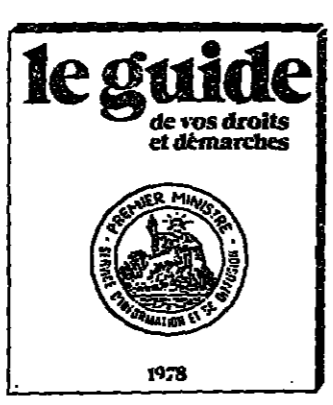 le guide
de vos droits
et démarches
PREMIER MINISTRE
SERVICE D'INFORMATION ET DE DIFFUSION
1978